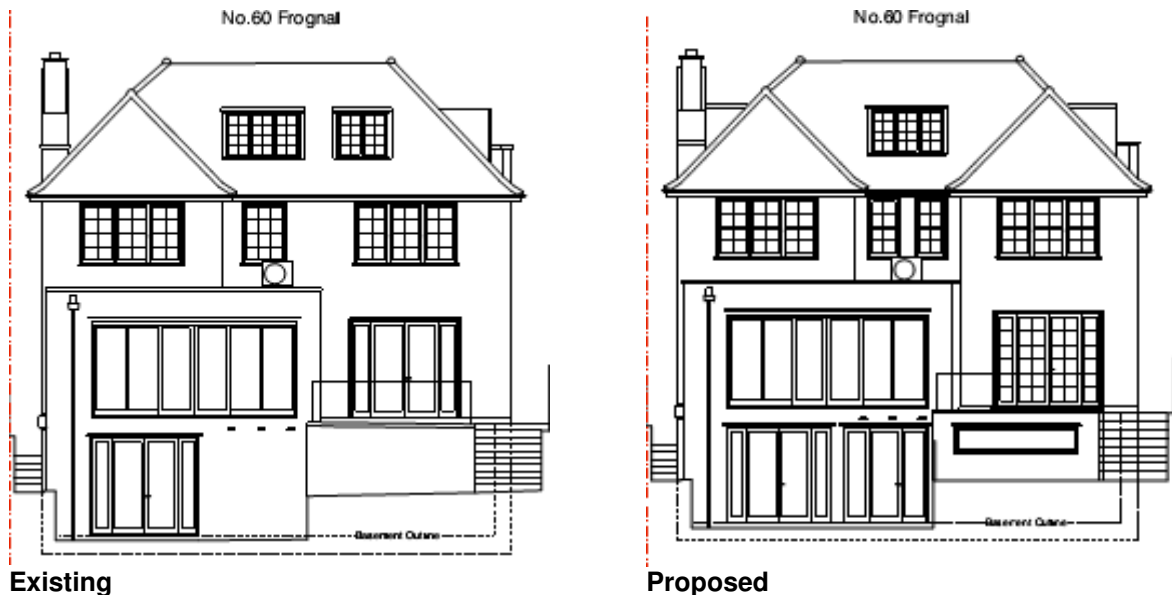 No.60 Frognal
No.60 Frognal
Basement Outline
Basement Outline
Existing
Proposed